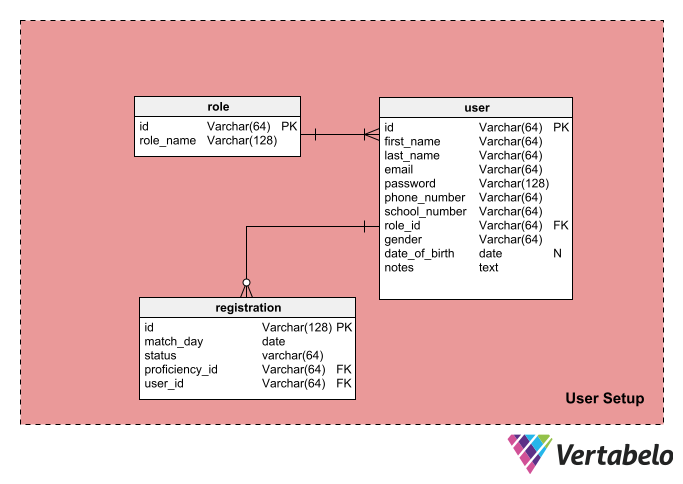 role
id Varchar(64) PK
role_name Varchar(128)
user
id Varchar(64) PK
first_name Varchar(64)
last_name Varchar(64)
email Varchar(64)
password Varchar(128)
phone_number Varchar(64)
school_number Varchar(64)
role_id Varchar(64) FK
gender Varchar(64)
date_of_birth date N
notes text
registration
id Varchar(128) PK
match_day date
status varchar(64)
proficiency_id Varchar(64) FK
user_id Varchar(64) FK
User Setup
Vertabelo